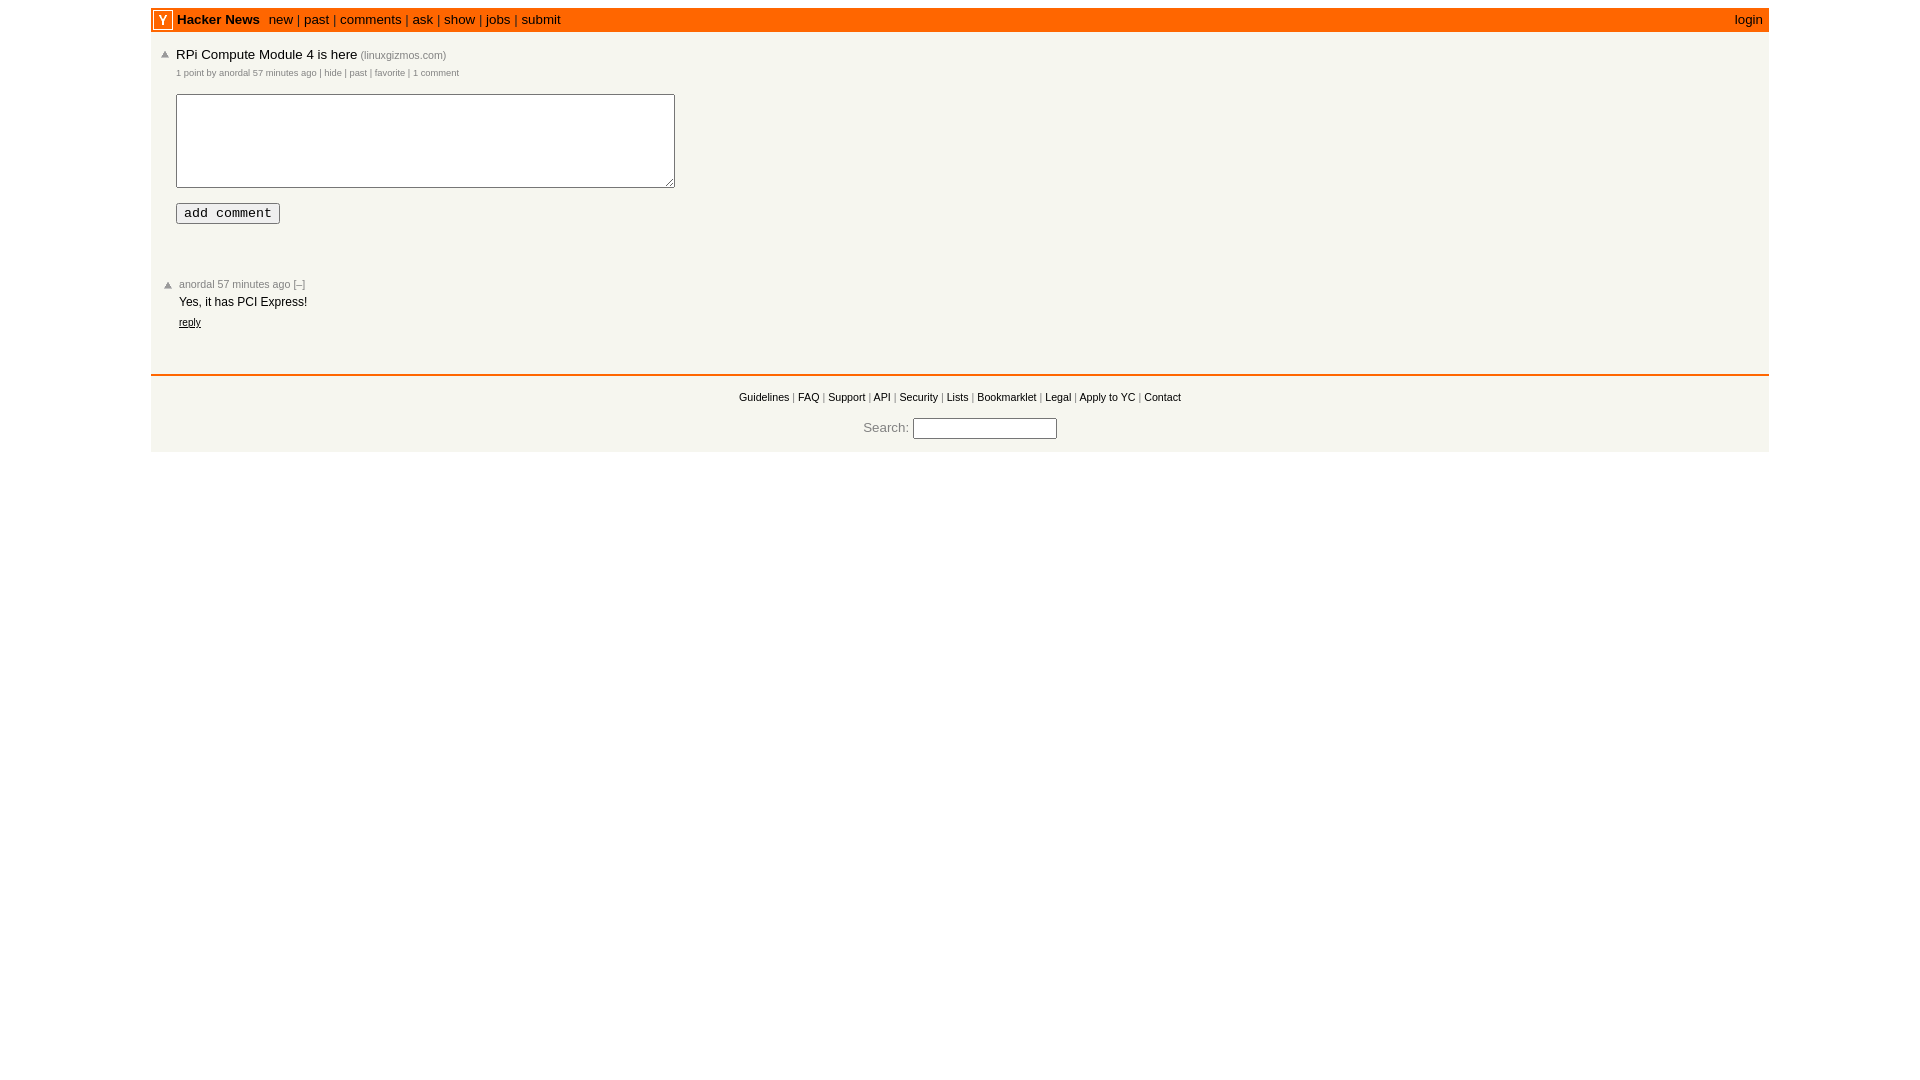 Y Hacker News new | past | comments | ask | show | jobs | submit login
RPi Compute Module 4 is here (linuxgizmos.com)
1 point by anordal 57 minutes ago | hide | past | favorite | 1 comment
add comment
anordal 57 minutes ago [–]
Yes, it has PCI Express!
reply
Guidelines | FAQ | Support | API | Security | Lists | Bookmarklet | Legal | Apply to YC | Contact
Search: